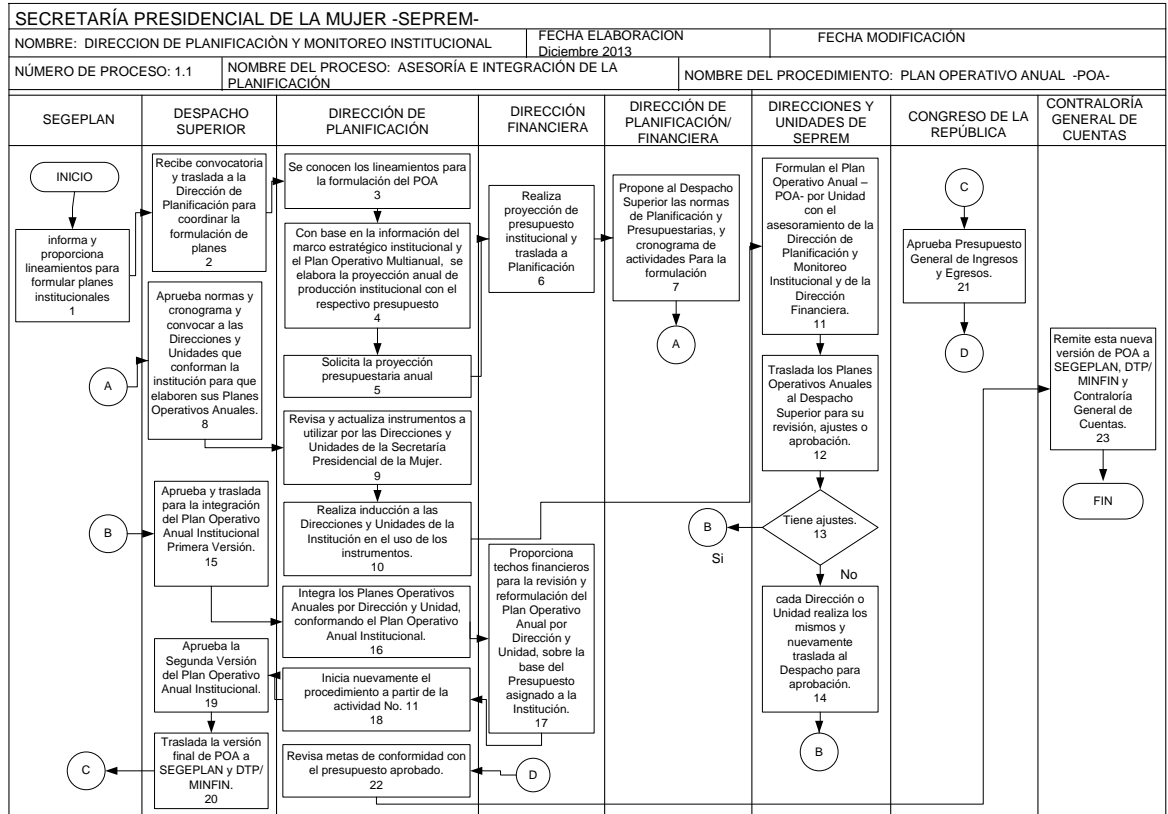 SECRETARÍA PRESIDENCIAL DE LA MUJER -SEPREM-
NOMBRE: DIRECCION DE PLANIFICACIÒN Y MONITOREO INSTITUCIONAL
FECHA ELABORACION
Diciembre 2013
FECHA MODIFICACIÓN
NÚMERO DE PROCESO: 1.1
NOMBRE DEL PROCESO: ASESORÍA E INTEGRACIÓN DE LA
PLANIFICACIÓN
NOMBRE DEL PROCEDIMIENTO: PLAN OPERATIVO ANUAL -POA-
SEGEPLAN
DESPACHO
SUPERIOR
DIRECCIÓN DE
PLANIFICACIÓN
DIRECCIÓN
FINANCIERA
DIRECCIÓN DE
PLANIFICACIÓN/
FINANCIERA
DIRECCIONES Y
UNIDADES DE
SEPREM
CONGRESO DE LA
REPÚBLICA
CONTRALORÍA
GENERAL DE
CUENTAS
INICIO
informa y
proporciona
lineamientos para
formular planes
institucionales
1
Recibe convocatoria
y traslada a la
Dirección de
Planificación para
coordinar la
formulación de
planes
2
Se conocen los lineamientos para
la formulación del POA
3
Con base en la información del
marco estratégico institucional y
el Plan Operativo Multianual, se
elabora la proyección anual de
producción institucional con el
respectivo presupuesto
4
Solicita la proyección
presupuestaria anual
5
Realiza
proyección de
presupuesto
institucional y
traslada a
Planificación
6
Propone al Despacho
Superior las normas
de Planificación y
Presupuestarias, y
cronograma de
actividades Para la
formulación
7
A
A
Aprueba normas y
cronograma y
convocar a las
Direcciones y
Unidades que
conforman la
institución para que
elaboren sus Planes
Operativos Anuales.
8
Revisa y actualiza instrumentos a
utilizar por las Direcciones y
Unidades de la Secretaría
Presidencial de la Mujer.
9
Realiza inducción a las
Direcciones y Unidades de la
Institución en el uso de los
instrumentos.
10
Formulan el Plan
Operativo Anual –
POA- por Unidad
con el
asesoramiento de
la Dirección de
Planificación y
Monitoreo
Institucional y de la
Dirección
Financiera.
11
Traslada los Planes
Operativos Anuales
al Despacho
Superior para su
revisión, ajustes o
aprobación.
12
Tiene ajustes.
13
B
Si
No
cada Dirección o
Unidad realiza los
mismos y
nuevamente
traslada al
Despacho para
aprobación.
14
B
B
Aprueba y traslada
para la integración
del Plan Operativo
Anual Institucional
Primera Versión.
15
Integra los Planes Operativos
Anuales por Dirección y Unidad,
conformando el Plan Operativo
Anual Institucional.
16
Proporciona
techos financieros
para la revisión y
reformulación del
Plan Operativo
Anual por
Dirección y
Unidad, sobre la
base del
Presupuesto
asignado a la
Institución.
17
Inicia nuevamente el
procedimiento a partir de la
actividad No. 11
18
Aprueba la
Segunda Versión
del Plan Operativo
Anual Institucional.
19
Traslada la versión
final de POA a
SEGEPLAN y DTP/
MINFIN.
20
C
C
Aprueba Presupuesto
General de Ingresos
y Egresos.
21
D
D
Revisa metas de conformidad con
el presupuesto aprobado.
22
Remite esta nueva
versión de POA a
SEGEPLAN, DTP/
MINFIN y
Contraloría
General de
Cuentas.
23
FIN